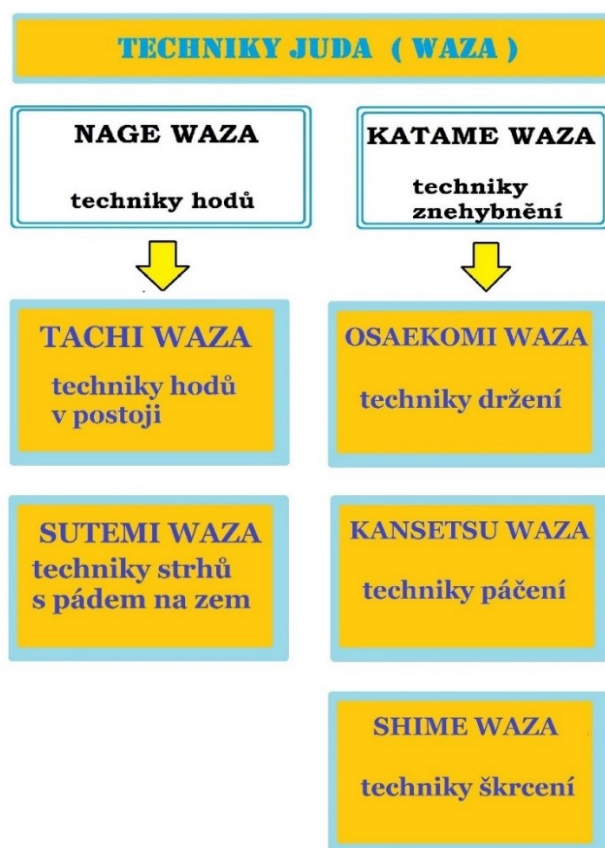 TECHNIKY JUDA ( WAZA )
NAGE WAZA
techniky hodů
KATAME WAZA
techniky
znehybnění
TACHI WAZA
techniky hodů
v postoji
OSAEKOMI WAZA
techniky držení
SUTEMI WAZA
techniky strhů
s pádem na zem
KANSETSU WAZA
techniky páčení
SHIME WAZA
techniky škrcení